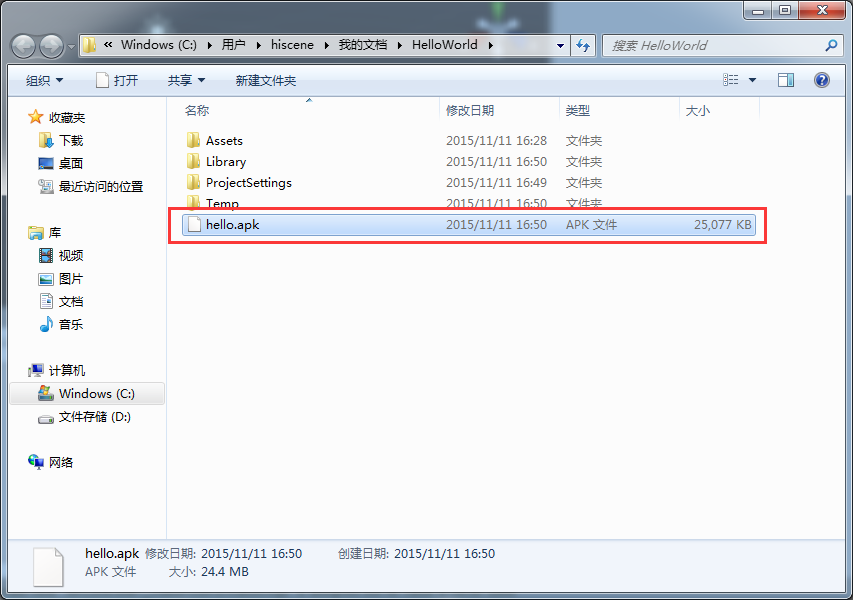 « Windows (C:) ▸ 用户 ▸ hiscene ▸ 我的文档 ▸ HelloWorld ▸
搜索 HelloWorld
组织 打开 共享 新建文件夹
名称 修改日期 类型 大小
收藏夹
下载
桌面
最近访问的位置
库
视频
图片
文档
音乐
计算机
Windows (C:)
文件存储 (D:)
网络
Assets 2015/11/11 16:28 文件夹
Library 2015/11/11 16:50 文件夹
ProjectSettings 2015/11/11 16:49 文件夹
Temp 2015/11/11 16:50 文件夹
hello.apk 2015/11/11 16:50 APK 文件 25,077 KB
hello.apk 修改日期: 2015/11/11 16:50 创建日期: 2015/11/11 16:50
APK 文件 大小: 24.4 MB